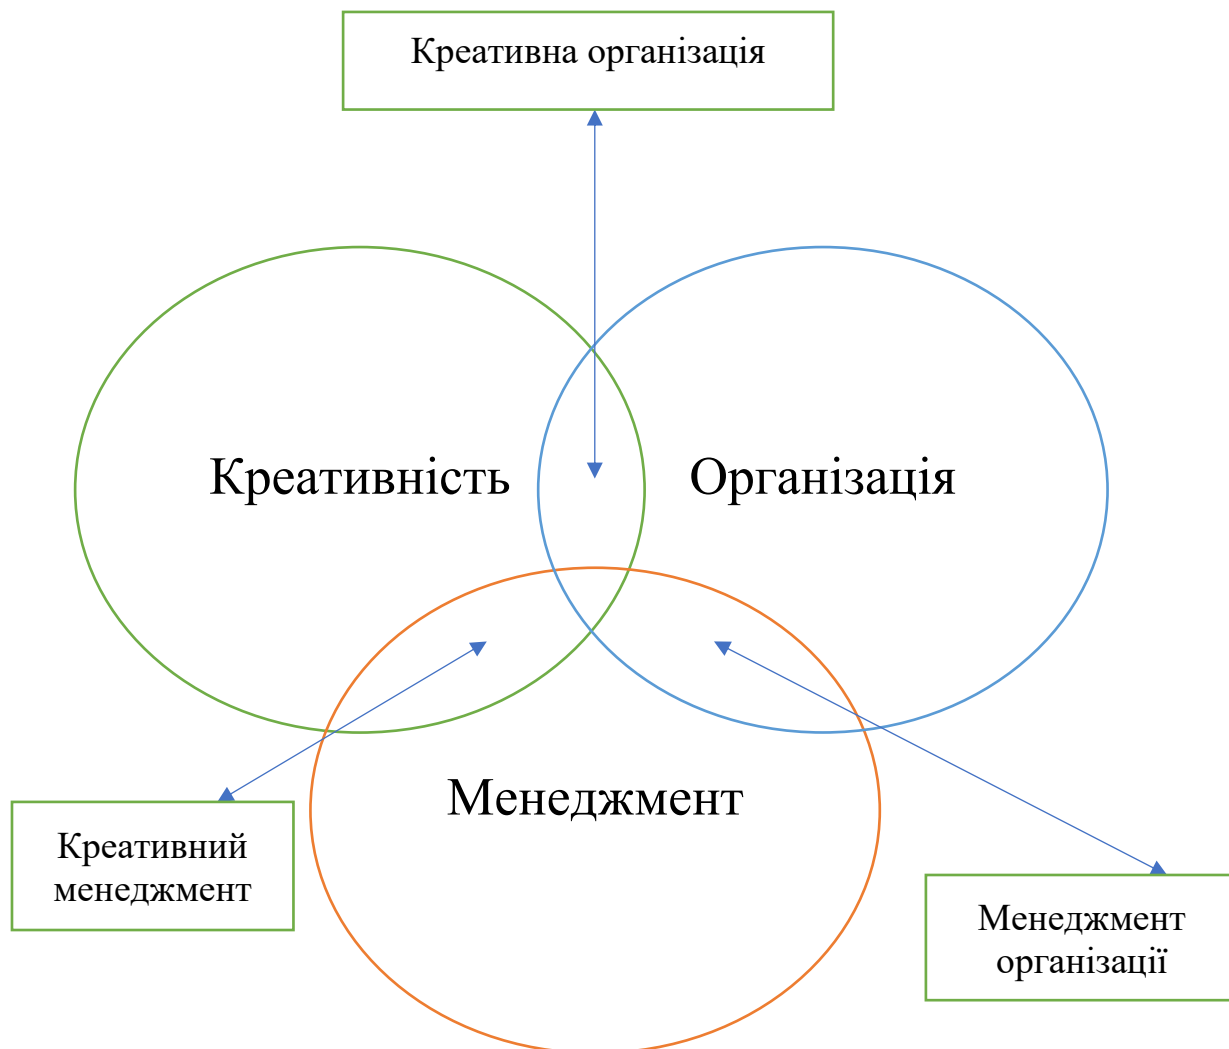 Креативна організація
Креативність
Організація
Менеджмент
Креативний
менеджмент
Менеджмент
організації